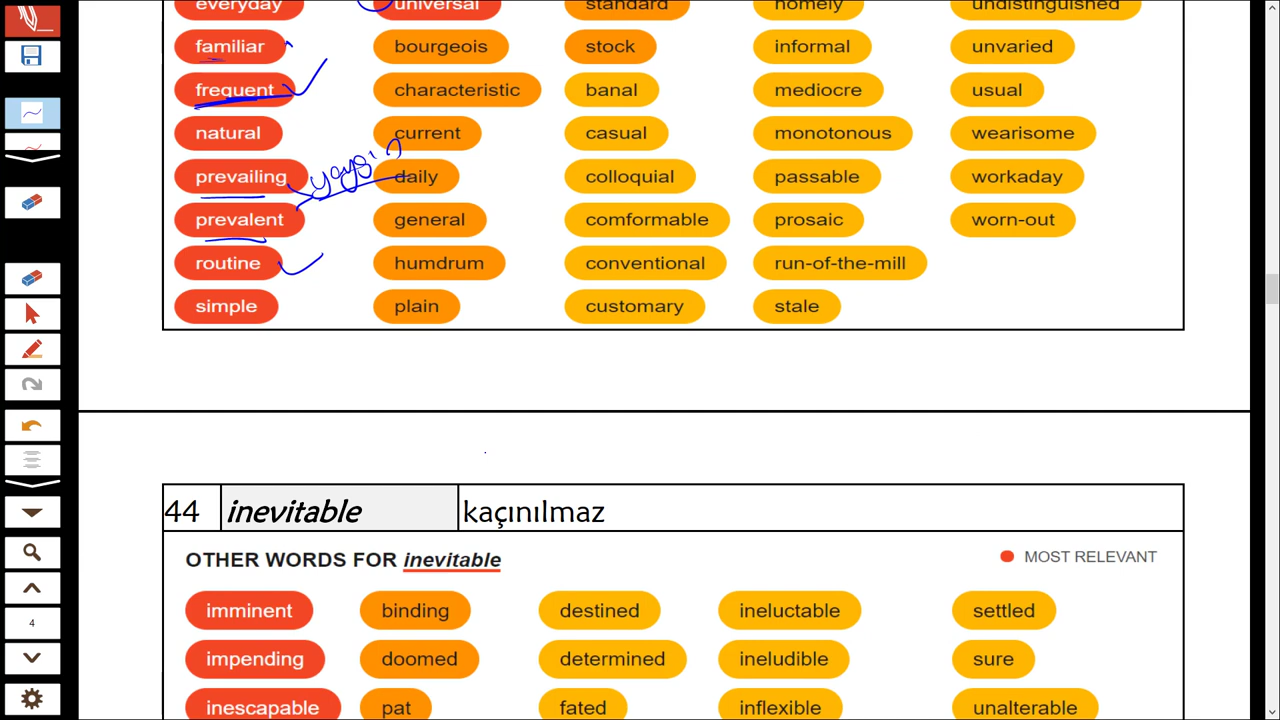 everyday universal standard homely undistinguished
familiar bourgeois stock informal unvaried
frequent characteristic banal mediocre usual
natural current casual monotonous wearisome
prevailing daily colloquial passable workaday
prevalent general comformable prosaic worn-out
routine humdrum conventional run-of-the-mill
simple plain customary stale
44 inevitable kaçınılmaz
OTHER WORDS FOR inevitable MOST RELEVANT
imminent binding destined ineluctable settled
impending doomed determined ineludible sure
inescapable pat fated inflexible unalterable
4